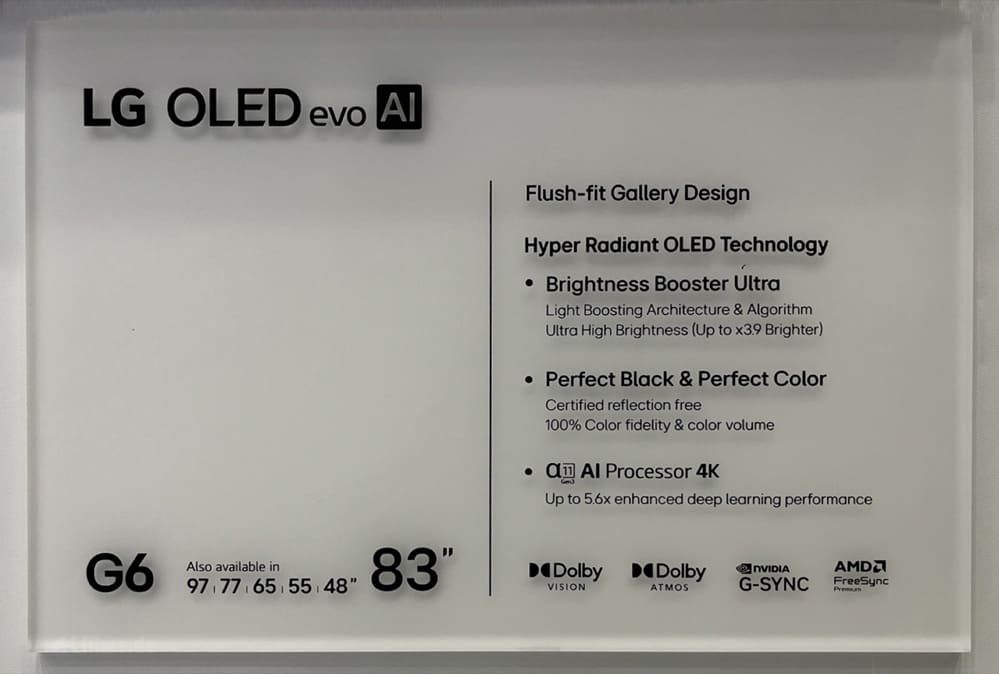 LG OLED evo AI
Flush-fit Gallery Design
Hyper Radiant OLED Technology
• Brightness Booster Ultra
Light Boosting Architecture & Algorithm
Ultra High Brightness (Up to x3.9 Brighter)
• Perfect Black & Perfect Color
Certified reflection free
100% Color fidelity & color volume
• α11 Gen3 AI Processor 4K
Up to 5.6x enhanced deep learning performance
G6
Also available in
97 | 77 | 65 | 55 | 48"
83"
Dolby
VISION
Dolby
ATMOS
NVIDIA
G-SYNC
AMD
FreeSync
Premium